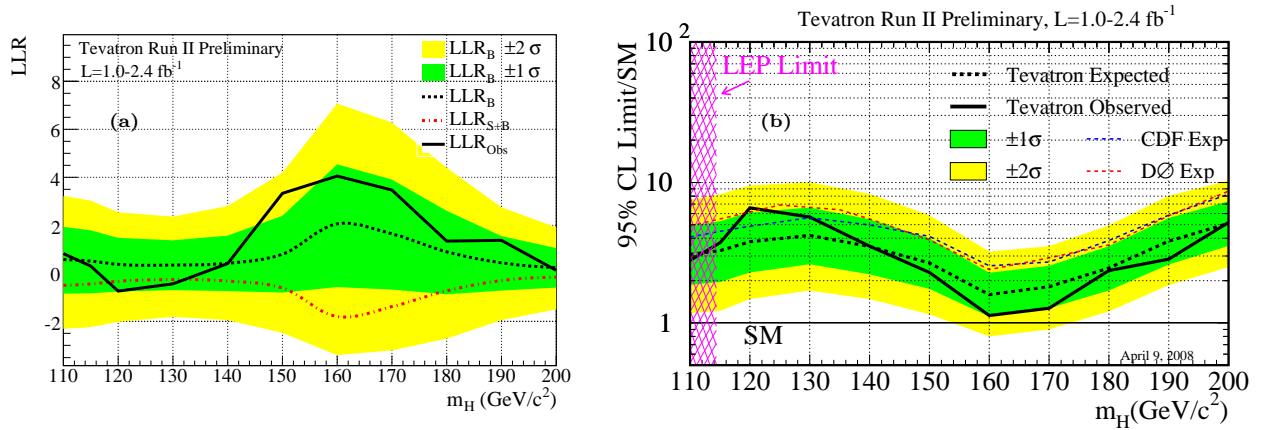 Tevatron Run II Preliminary
L=1.0-2.4 fb-1
LLR_B ±2 σ
LLR_B ±1 σ
LLR_B
LLR_S+B
LLR_Obs
(a)
LLR
8
6
4
2
0
-2
110 120 130 140 150 160 170 180 190 200
m_H (GeV/c²)
Tevatron Run II Preliminary, L=1.0-2.4 fb-1
LEP Limit
Tevatron Expected
Tevatron Observed
±1σ
CDF Exp
±2σ
DØ Exp
(b)
95% CL Limit/SM
10²
10
1
SM
April 9, 2008
110 120 130 140 150 160 170 180 190 200
m_H(GeV/c²)